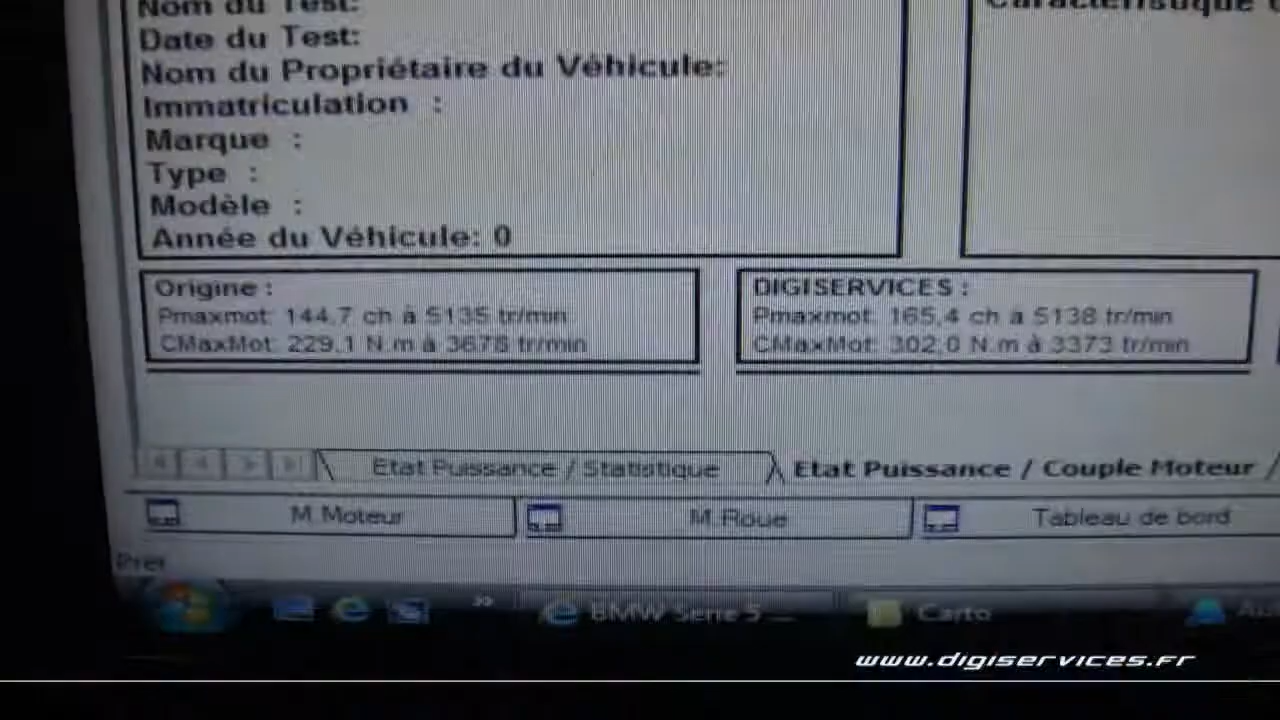 Nom du Test:
Date du Test:
Nom du Propriétaire du Véhicule:
Immatriculation :
Marque :
Type :
Modèle :
Année du Véhicule: 0
Caractéristique
Origine :
Pmaxmot: 144,7 ch à 5135 tr/min
CMaxMot: 229,1 N.m à 3678 tr/min
DIGISERVICES :
Pmaxmot: 165,4 ch à 5138 tr/min
CMaxMot: 302,0 N.m à 3373 tr/min
Etat Puissance / Statistique
Etat Puissance / Couple Moteur
M.Moteur
M.Roue
Tableau de bord
Prêt
BMW Serie 5 ...
Carto
www.digiservices.fr